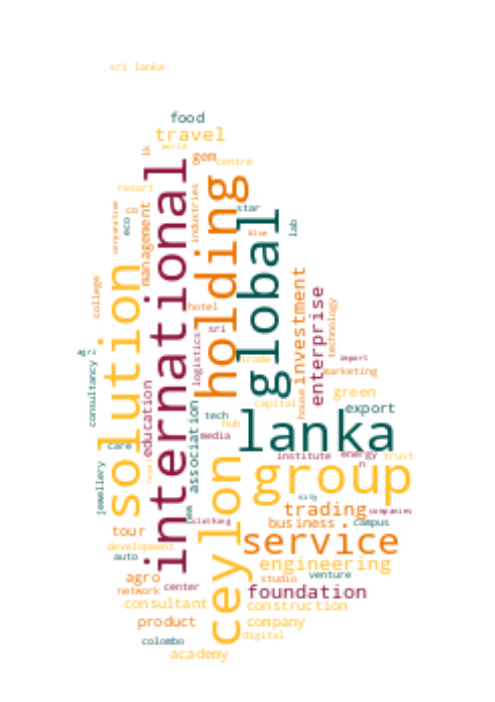 sri lanka
food
travel
world
lk
gem
centre
resort
industries
corporation
co
eco
management
star
lab
blue
international
holding
global
solution
college
hotel
investment
enterprise
technology
sri
logistics
agri
trade
import
marketing
consultancy
education
capital
house
green
export
association
tech
hub
media
lanka
care
royal
institute
energy
trust
group
jewellery
ceylon
city
new
clothing
trading
companies
tour
business
campus
service
development
auto
engineering
agro
studio
venture
network
center
foundation
consultant
construction
product
company
colombo
digital
academy